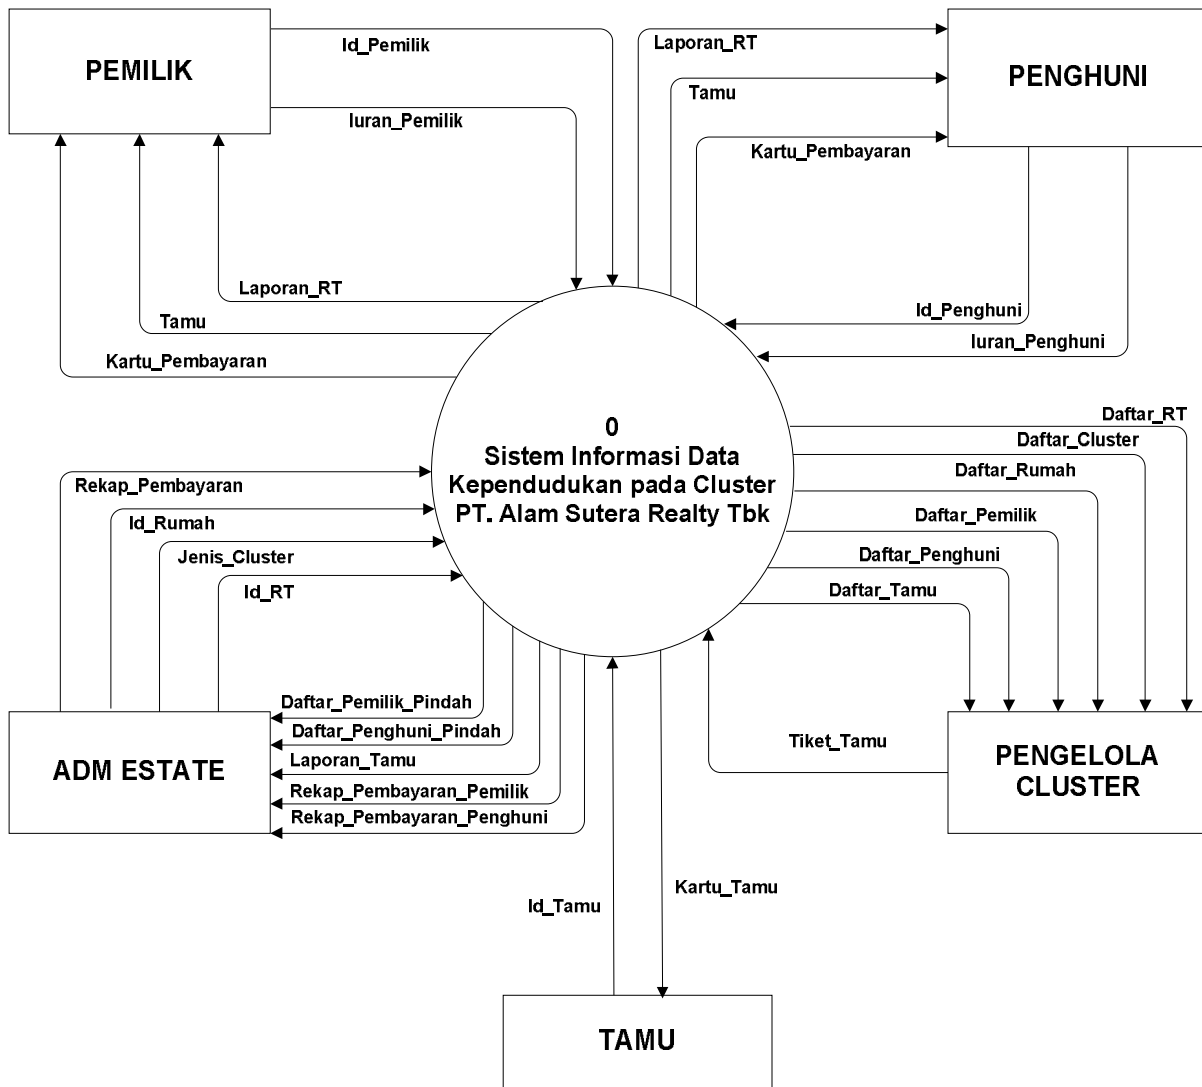 PEMILIK
Id_Pemilik
Iuran_Pemilik
Laporan_RT
Tamu
Kartu_Pembayaran
Laporan_RT
Tamu
Kartu_Pembayaran
PENGHUNI
Id_Penghuni
Iuran_Penghuni
0
Sistem Informasi Data
Kependudukan pada Cluster
PT. Alam Sutera Realty Tbk
Rekap_Pembayaran
Id_Rumah
Jenis_Cluster
Id_RT
Daftar_RT
Daftar_Cluster
Daftar_Rumah
Daftar_Pemilik
Daftar_Penghuni
Daftar_Tamu
ADM ESTATE
Daftar_Pemilik_Pindah
Daftar_Penghuni_Pindah
Laporan_Tamu
Rekap_Pembayaran_Pemilik
Rekap_Pembayaran_Penghuni
Tiket_Tamu
PENGELOLA
CLUSTER
Id_Tamu
Kartu_Tamu
TAMU